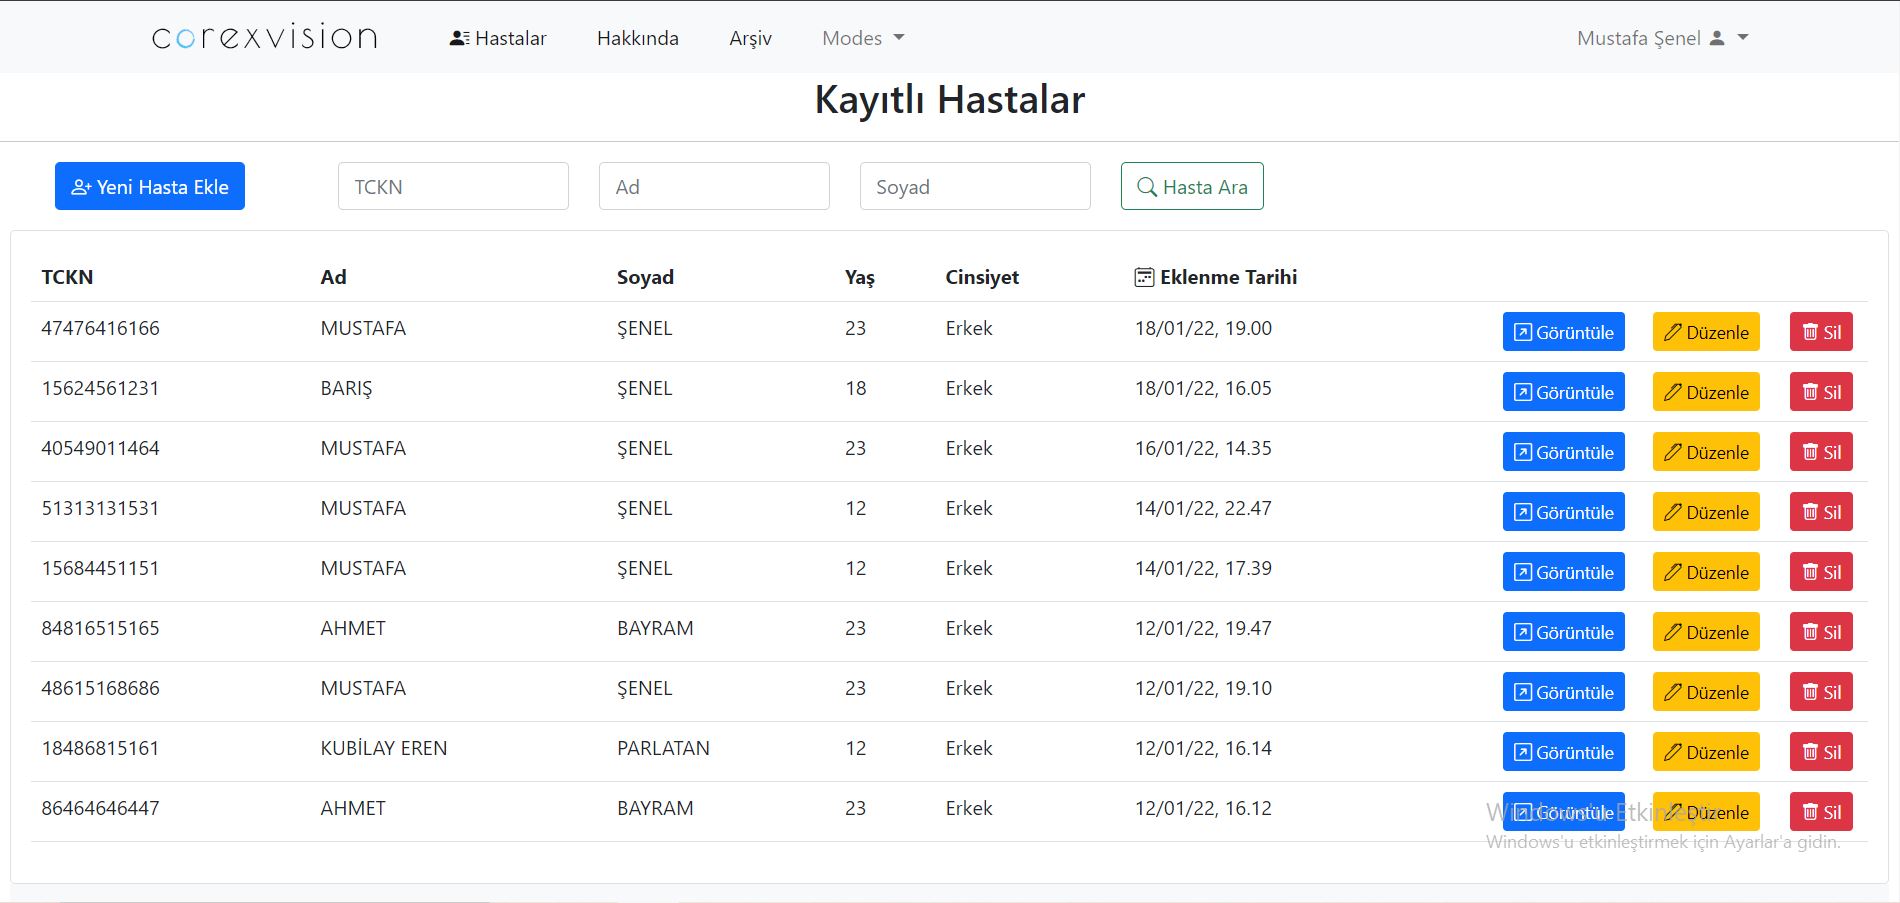 corexvision Hastalar Hakkında Arşiv Modes Mustafa Şenel
Kayıtlı Hastalar
Yeni Hasta Ekle TCKN Ad Soyad Hasta Ara
TCKN Ad Soyad Yaş Cinsiyet Eklenme Tarihi
47476416166 MUSTAFA ŞENEL 23 Erkek 18/01/22, 19.00 Görüntüle Düzenle Sil
15624561231 BARIŞ ŞENEL 18 Erkek 18/01/22, 16.05 Görüntüle Düzenle Sil
40549011464 MUSTAFA ŞENEL 23 Erkek 16/01/22, 14.35 Görüntüle Düzenle Sil
51313131531 MUSTAFA ŞENEL 12 Erkek 14/01/22, 22.47 Görüntüle Düzenle Sil
15684451151 MUSTAFA ŞENEL 12 Erkek 14/01/22, 17.39 Görüntüle Düzenle Sil
84816515165 AHMET BAYRAM 23 Erkek 12/01/22, 19.47 Görüntüle Düzenle Sil
48615168686 MUSTAFA ŞENEL 23 Erkek 12/01/22, 19.10 Görüntüle Düzenle Sil
18486815161 KUBİLAY EREN PARLATAN 12 Erkek 12/01/22, 16.14 Görüntüle Düzenle Sil
86464646447 AHMET BAYRAM 23 Erkek 12/01/22, 16.12 Görüntüle Düzenle Sil
Windows'u Etkinleştir
Windows'u etkinleştirmek için Ayarlar'a gidin.